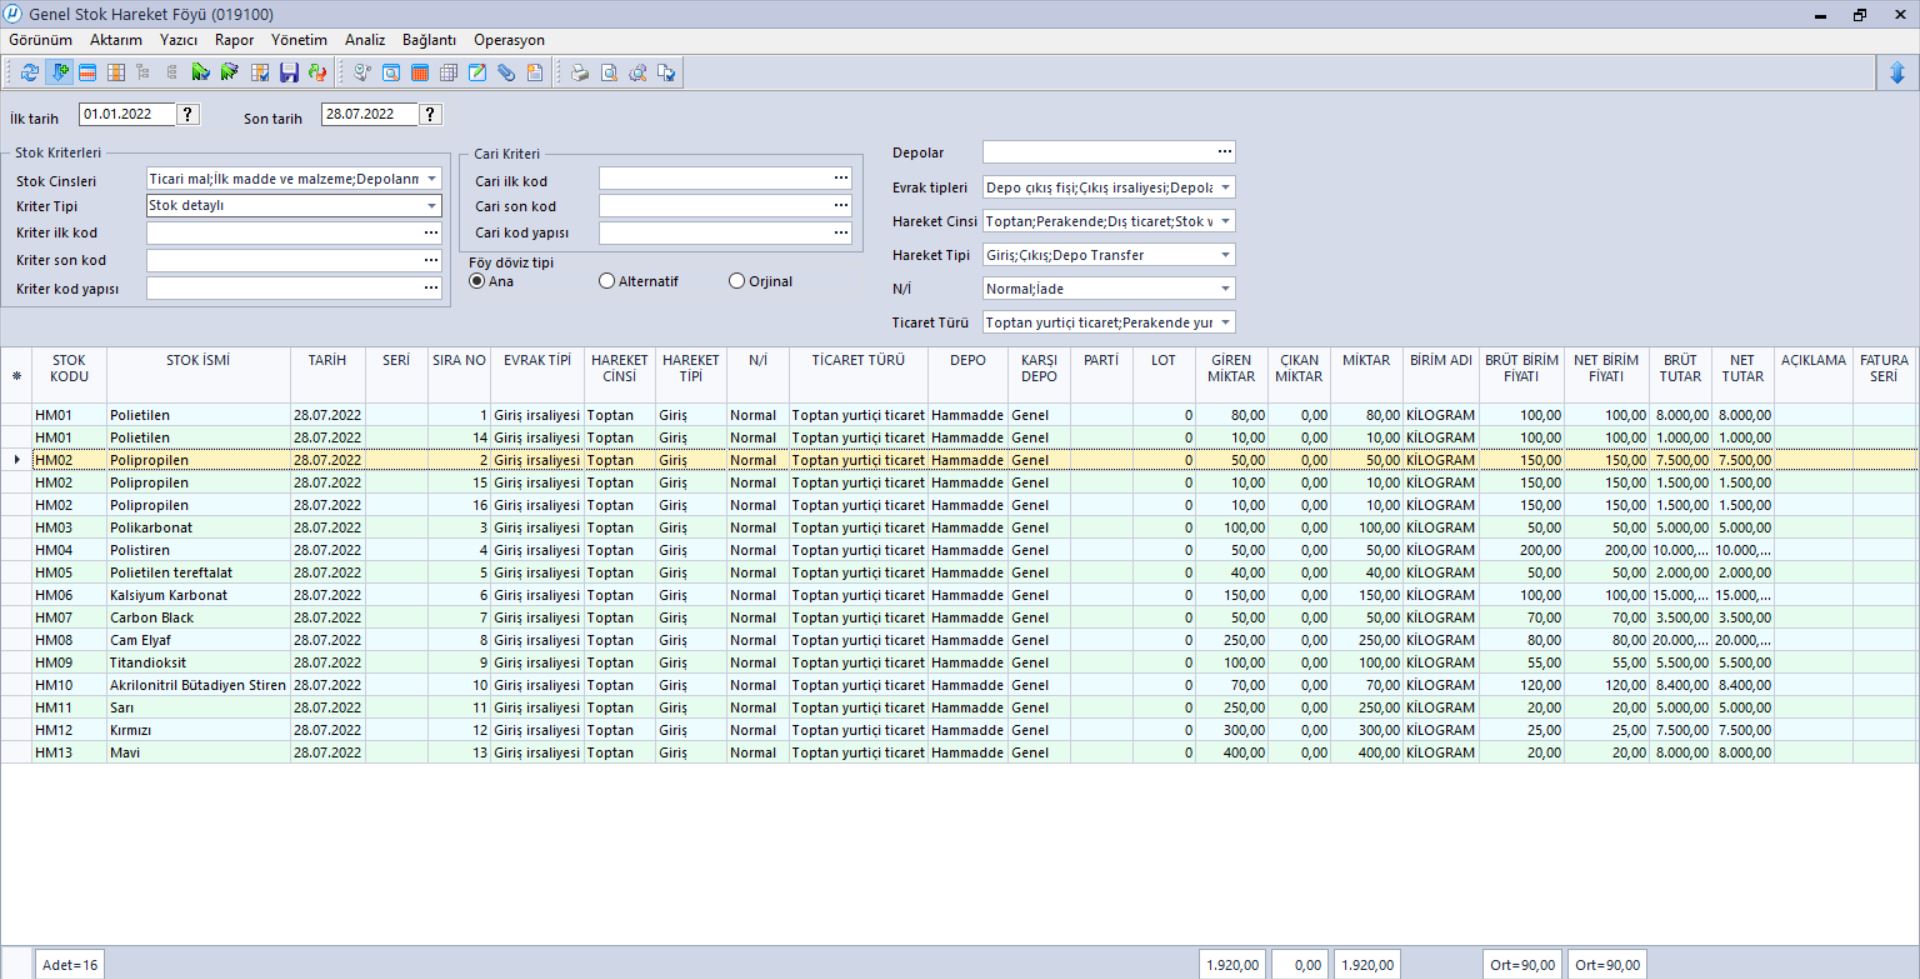 Genel Stok Hareket Föyü (019100)
Görünüm Aktarım Yazıcı Rapor Yönetim Analiz Bağlantı Operasyon
İlk tarih 01.01.2022 ? Son tarih 28.07.2022 ?
Stok Kriterleri
Stok Cinsleri Ticari mal;İlk madde ve malzeme;Depolanm
Kriter Tipi Stok detaylı
Kriter ilk kod ...
Kriter son kod ...
Kriter kod yapısı ...
Cari Kriteri
Cari ilk kod ...
Cari son kod ...
Cari kod yapısı ...
Föy döviz tipi
Ana Alternatif Orjinal
Depolar ...
Evrak tipleri Depo çıkış fişi;Çıkış irsaliyesi;Depola
Hareket Cinsi Toptan;Perakende;Dış ticaret;Stok v
Hareket Tipi Giriş;Çıkış;Depo Transfer
N/İ Normal;İade
Ticaret Türü Toptan yurtiçi ticaret;Perakende yur
STOK KODU STOK İSMİ TARİH SERİ SIRA NO EVRAK TİPİ HAREKET CİNSİ HAREKET TİPİ N/İ TİCARET TÜRÜ DEPO KARŞI DEPO PARTİ LOT GİREN MİKTAR ÇIKAN MİKTAR MİKTAR BİRİM ADI BRÜT BİRİM FİYATI NET BİRİM FİYATI BRÜT TUTAR NET TUTAR AÇIKLAMA FATURA SERİ
HM01 Polietilen 28.07.2022 1 Giriş irsaliyesi Toptan Giriş Normal Toptan yurtiçi ticaret Hammadde Genel 0 80,00 0,00 80,00 KİLOGRAM 100,00 100,00 8.000,00 8.000,00
HM01 Polietilen 28.07.2022 14 Giriş irsaliyesi Toptan Giriş Normal Toptan yurtiçi ticaret Hammadde Genel 0 10,00 0,00 10,00 KİLOGRAM 100,00 100,00 1.000,00 1.000,00
HM02 Polipropilen 28.07.2022 2 Giriş irsaliyesi Toptan Giriş Normal Toptan yurtiçi ticaret Hammadde Genel 0 50,00 0,00 50,00 KİLOGRAM 150,00 150,00 7.500,00 7.500,00
HM02 Polipropilen 28.07.2022 15 Giriş irsaliyesi Toptan Giriş Normal Toptan yurtiçi ticaret Hammadde Genel 0 10,00 0,00 10,00 KİLOGRAM 150,00 150,00 1.500,00 1.500,00
HM02 Polipropilen 28.07.2022 16 Giriş irsaliyesi Toptan Giriş Normal Toptan yurtiçi ticaret Hammadde Genel 0 10,00 0,00 10,00 KİLOGRAM 150,00 150,00 1.500,00 1.500,00
HM03 Polikarbonat 28.07.2022 3 Giriş irsaliyesi Toptan Giriş Normal Toptan yurtiçi ticaret Hammadde Genel 0 100,00 0,00 100,00 KİLOGRAM 50,00 50,00 5.000,00 5.000,00
HM04 Polistiren 28.07.2022 4 Giriş irsaliyesi Toptan Giriş Normal Toptan yurtiçi ticaret Hammadde Genel 0 50,00 0,00 50,00 KİLOGRAM 200,00 200,00 10.000,... 10.000,...
HM05 Polietilen tereftalat 28.07.2022 5 Giriş irsaliyesi Toptan Giriş Normal Toptan yurtiçi ticaret Hammadde Genel 0 40,00 0,00 40,00 KİLOGRAM 50,00 50,00 2.000,00 2.000,00
HM06 Kalsiyum Karbonat 28.07.2022 6 Giriş irsaliyesi Toptan Giriş Normal Toptan yurtiçi ticaret Hammadde Genel 0 150,00 0,00 150,00 KİLOGRAM 100,00 100,00 15.000,... 15.000,...
HM07 Carbon Black 28.07.2022 7 Giriş irsaliyesi Toptan Giriş Normal Toptan yurtiçi ticaret Hammadde Genel 0 50,00 0,00 50,00 KİLOGRAM 70,00 70,00 3.500,00 3.500,00
HM08 Cam Elyaf 28.07.2022 8 Giriş irsaliyesi Toptan Giriş Normal Toptan yurtiçi ticaret Hammadde Genel 0 250,00 0,00 250,00 KİLOGRAM 80,00 80,00 20.000,... 20.000,...
HM09 Titandioksit 28.07.2022 9 Giriş irsaliyesi Toptan Giriş Normal Toptan yurtiçi ticaret Hammadde Genel 0 100,00 0,00 100,00 KİLOGRAM 55,00 55,00 5.500,00 5.500,00
HM10 Akrilonitril Bütadiyen Stiren 28.07.2022 10 Giriş irsaliyesi Toptan Giriş Normal Toptan yurtiçi ticaret Hammadde Genel 0 70,00 0,00 70,00 KİLOGRAM 120,00 120,00 8.400,00 8.400,00
HM11 Sarı 28.07.2022 11 Giriş irsaliyesi Toptan Giriş Normal Toptan yurtiçi ticaret Hammadde Genel 0 250,00 0,00 250,00 KİLOGRAM 20,00 20,00 5.000,00 5.000,00
HM12 Kırmızı 28.07.2022 12 Giriş irsaliyesi Toptan Giriş Normal Toptan yurtiçi ticaret Hammadde Genel 0 300,00 0,00 300,00 KİLOGRAM 25,00 25,00 7.500,00 7.500,00
HM13 Mavi 28.07.2022 13 Giriş irsaliyesi Toptan Giriş Normal Toptan yurtiçi ticaret Hammadde Genel 0 400,00 0,00 400,00 KİLOGRAM 20,00 20,00 8.000,00 8.000,00
Adet=16 1.920,00 0,00 1.920,00 Ort=90,00 Ort=90,00